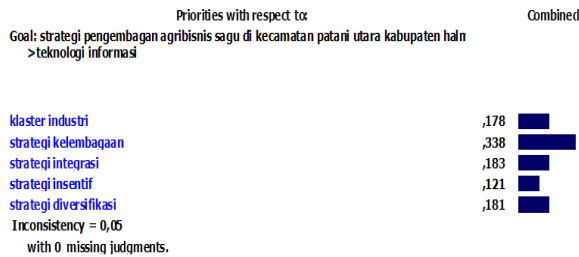 Priorities with respect to: Combined
Goal: strategi pengembagan agribisnis sagu di kecamatan patani utara kabupaten haln
>teknologi informasi
klaster industri ,178
strategi kelembagaan ,338
strategi integrasi ,183
strategi insentif ,121
strategi diversifikasi ,181
Inconsistency = 0,05
with 0 missing judgments.